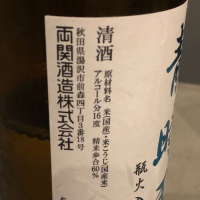 清酒
原材料名 米(国産)・米こうじ(国産米)
アルコール分16度 精米歩合60%
秋田県湯沢市前森四丁目3番18号
両関酒造株式会社
瓶火